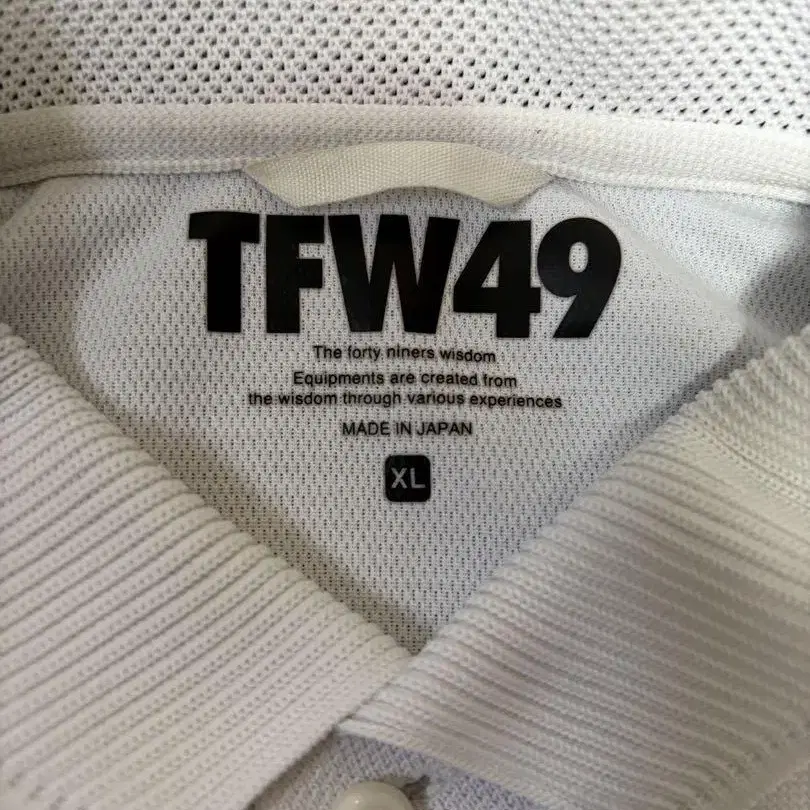 TFW49
The forty niners wisdom
Equipments are created from
the wisdom through various experiences
MADE IN JAPAN
XL